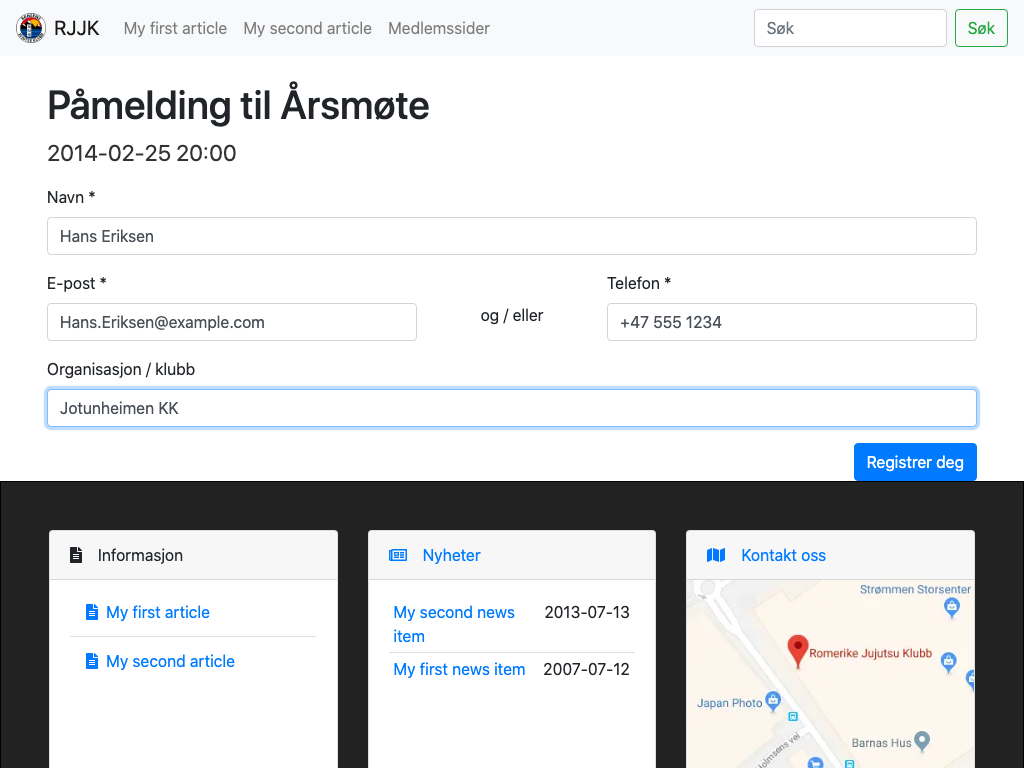 RJJK My first article My second article Medlemssider Søk Søk
Påmelding til Årsmøte
2014-02-25 20:00
Navn *
Hans Eriksen
E-post *
Hans.Eriksen@example.com
og / eller
Telefon *
+47 555 1234
Organisasjon / klubb
Jotunheimen KK
Registrer deg
Informasjon
My first article
My second article
Nyheter
My second news item 2013-07-13
My first news item 2007-07-12
Kontakt oss
Strømmen Storsenter
Romerike Jujutsu Klubb
Japan Photo
Barnas Hus